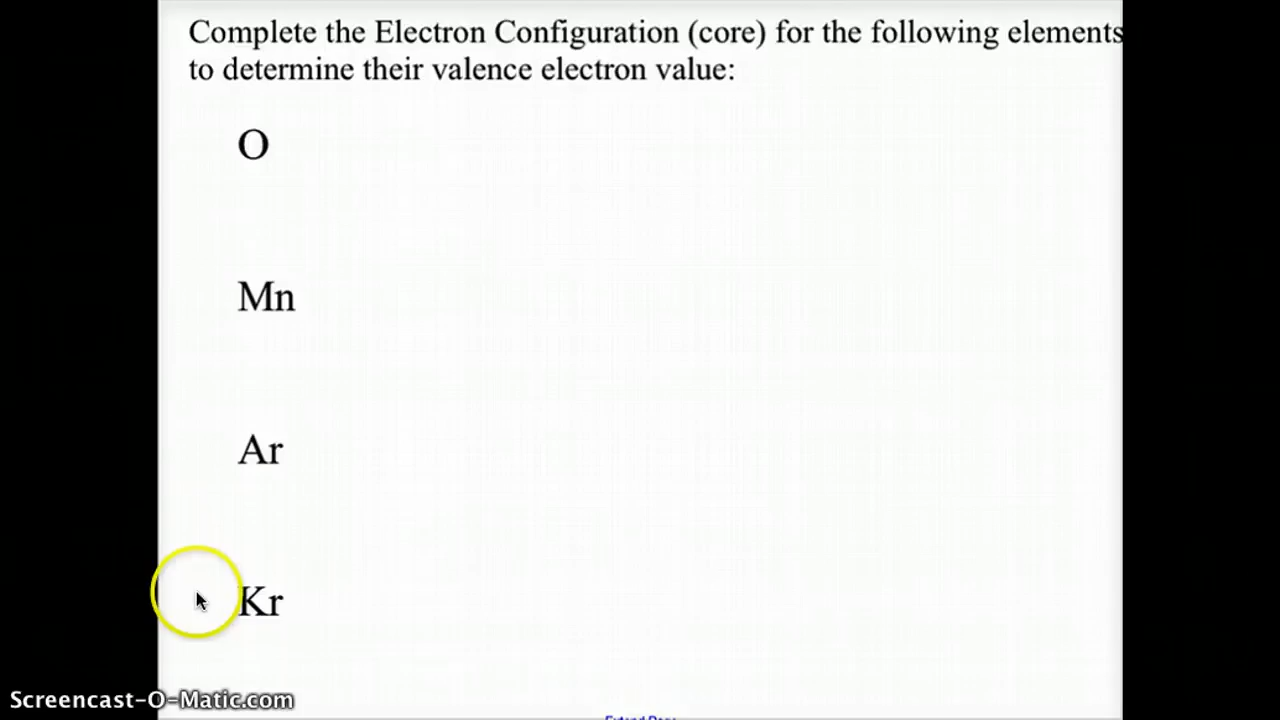 Complete the Electron Configuration (core) for the following elements
to determine their valence electron value:
O
Mn
Ar
Kr
Screencast-O-Matic.com